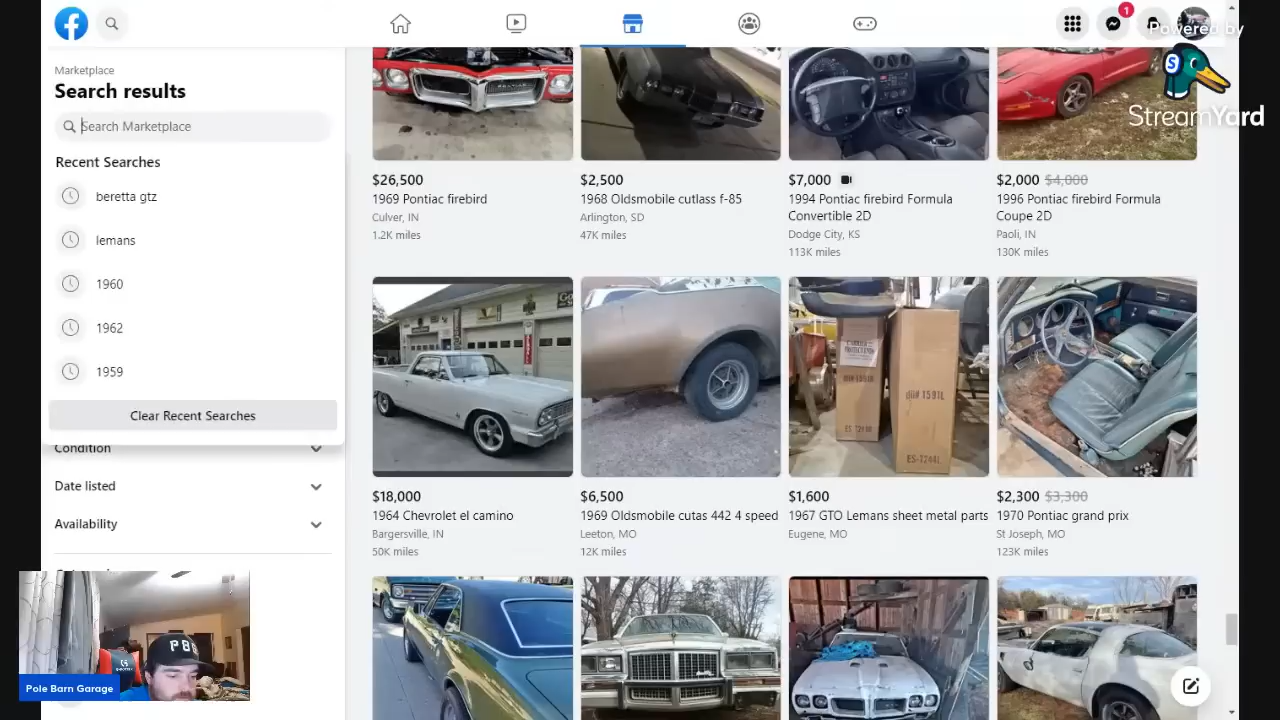 1
Powered by
StreamYard
Marketplace
Search results
Search Marketplace
Recent Searches
beretta gtz
lemans
1960
1962
1959
Clear Recent Searches
Condition
Date listed
Availability
$26,500
1969 Pontiac firebird
Culver, IN
1.2K miles
$2,500
1968 Oldsmobile cutlass f-85
Arlington, SD
47K miles
$7,000
1994 Pontiac firebird Formula
Convertible 2D
Dodge City, KS
113K miles
$2,000 $4,000
1996 Pontiac firebird Formula
Coupe 2D
Paoli, IN
130K miles
$18,000
1964 Chevrolet el camino
Bargersville, IN
50K miles
$6,500
1969 Oldsmobile cutas 442 4 speed
Leeton, MO
12K miles
$1,600
1967 GTO Lemans sheet metal parts
Eugene, MO
$2,300 $3,300
1970 Pontiac grand prix
St Joseph, MO
123K miles
Pole Barn Garage